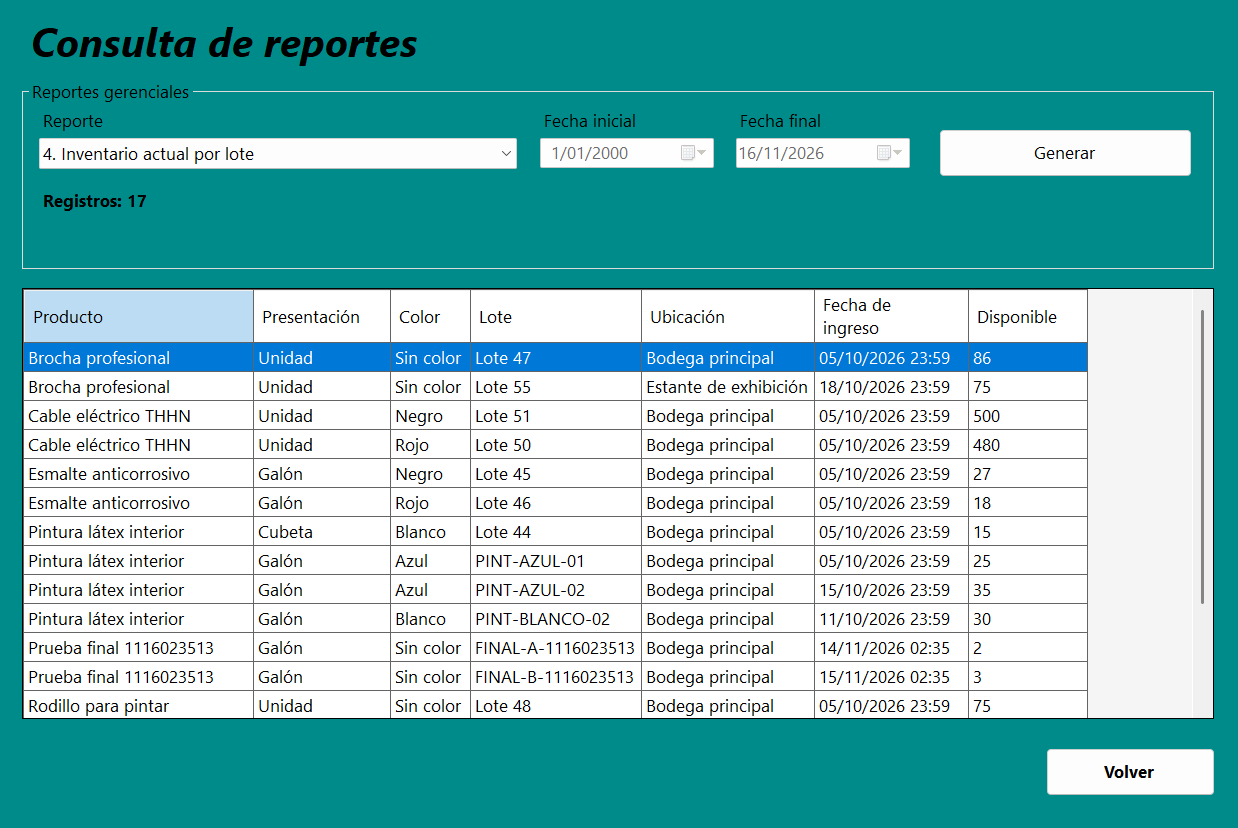 Consulta de reportes
Reportes gerenciales
Reporte Fecha inicial Fecha final
4. Inventario actual por lote 1/01/2000 16/11/2026 Generar
Registros: 17
Producto Presentación Color Lote Ubicación Fecha de ingreso Disponible
Brocha profesional Unidad Sin color Lote 47 Bodega principal 05/10/2026 23:59 86
Brocha profesional Unidad Sin color Lote 55 Estante de exhibición 18/10/2026 23:59 75
Cable eléctrico THHN Unidad Negro Lote 51 Bodega principal 05/10/2026 23:59 500
Cable eléctrico THHN Unidad Rojo Lote 50 Bodega principal 05/10/2026 23:59 480
Esmalte anticorrosivo Galón Negro Lote 45 Bodega principal 05/10/2026 23:59 27
Esmalte anticorrosivo Galón Rojo Lote 46 Bodega principal 05/10/2026 23:59 18
Pintura látex interior Cubeta Blanco Lote 44 Bodega principal 05/10/2026 23:59 15
Pintura látex interior Galón Azul PINT-AZUL-01 Bodega principal 05/10/2026 23:59 25
Pintura látex interior Galón Azul PINT-AZUL-02 Bodega principal 15/10/2026 23:59 35
Pintura látex interior Galón Blanco PINT-BLANCO-02 Bodega principal 11/10/2026 23:59 30
Prueba final 1116023513 Galón Sin color FINAL-A-1116023513 Bodega principal 14/11/2026 02:35 2
Prueba final 1116023513 Galón Sin color FINAL-B-1116023513 Bodega principal 15/11/2026 02:35 3
Rodillo para pintar Unidad Sin color Lote 48 Bodega principal 05/10/2026 23:59 75
Volver